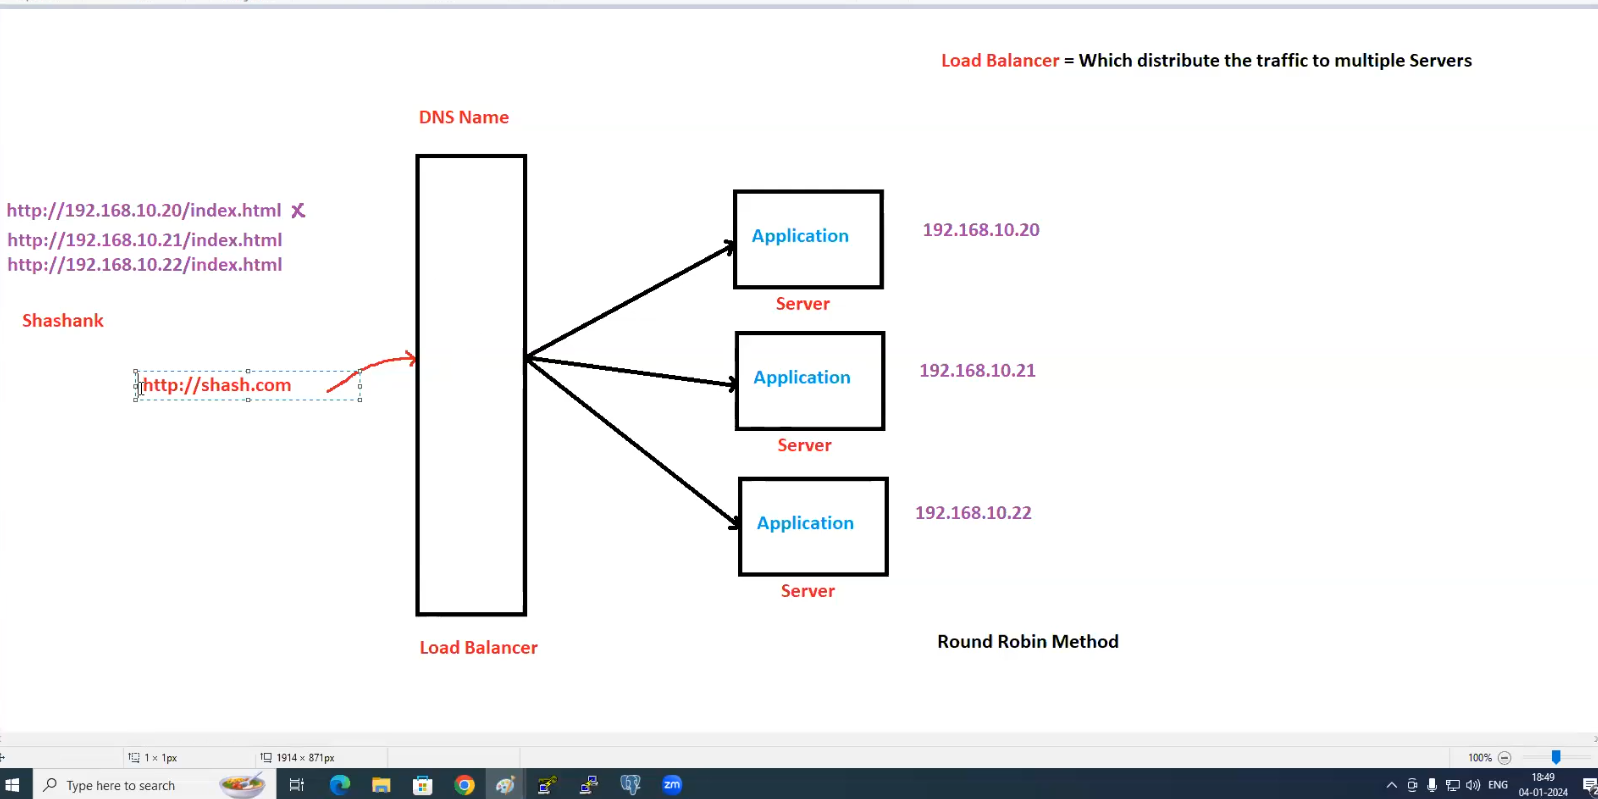 Load Balancer = Which distribute the traffic to multiple Servers
DNS Name
http://192.168.10.20/index.html X
http://192.168.10.21/index.html
http://192.168.10.22/index.html
Shashank
http://shash.com
Application
192.168.10.20
Server
Application
192.168.10.21
Server
Application
192.168.10.22
Server
Load Balancer
Round Robin Method
1 × 1px
1914 × 871px
100%
Type here to search
zm
ENG
18:49
04-01-2024